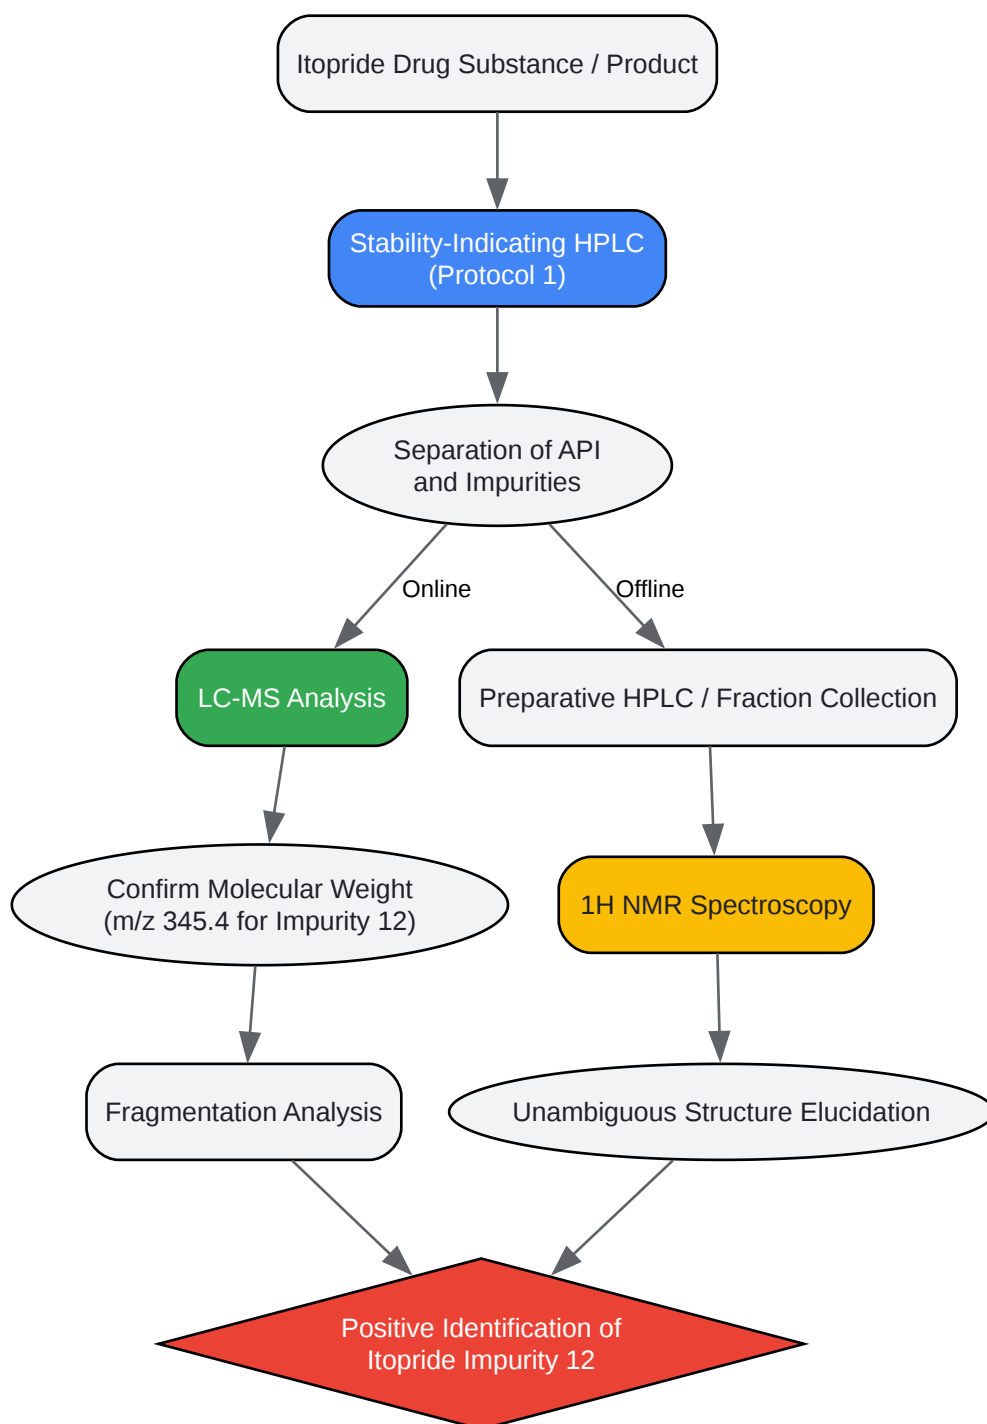 Itopride Drug Substance / Product
Stability-Indicating HPLC
(Protocol 1)
Separation of API
and Impurities
Online
Offline
LC-MS Analysis
Preparative HPLC / Fraction Collection
Confirm Molecular Weight
(m/z 345.4 for Impurity 12)
1H NMR Spectroscopy
Fragmentation Analysis
Unambiguous Structure Elucidation
Positive Identification of
Itopride Impurity 12